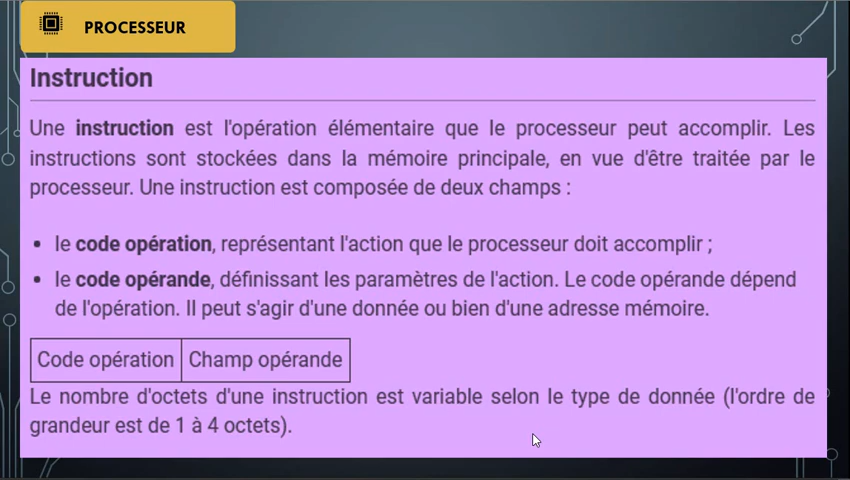 PROCESSEUR
Instruction
Une instruction est l'opération élémentaire que le processeur peut accomplir. Les
instructions sont stockées dans la mémoire principale, en vue d'être traitée par le
processeur. Une instruction est composée de deux champs :
• le code opération, représentant l'action que le processeur doit accomplir ;
• le code opérande, définissant les paramètres de l'action. Le code opérande dépend
de l'opération. Il peut s'agir d'une donnée ou bien d'une adresse mémoire.
Code opération Champ opérande
Le nombre d'octets d'une instruction est variable selon le type de donnée (l'ordre de
grandeur est de 1 à 4 octets).